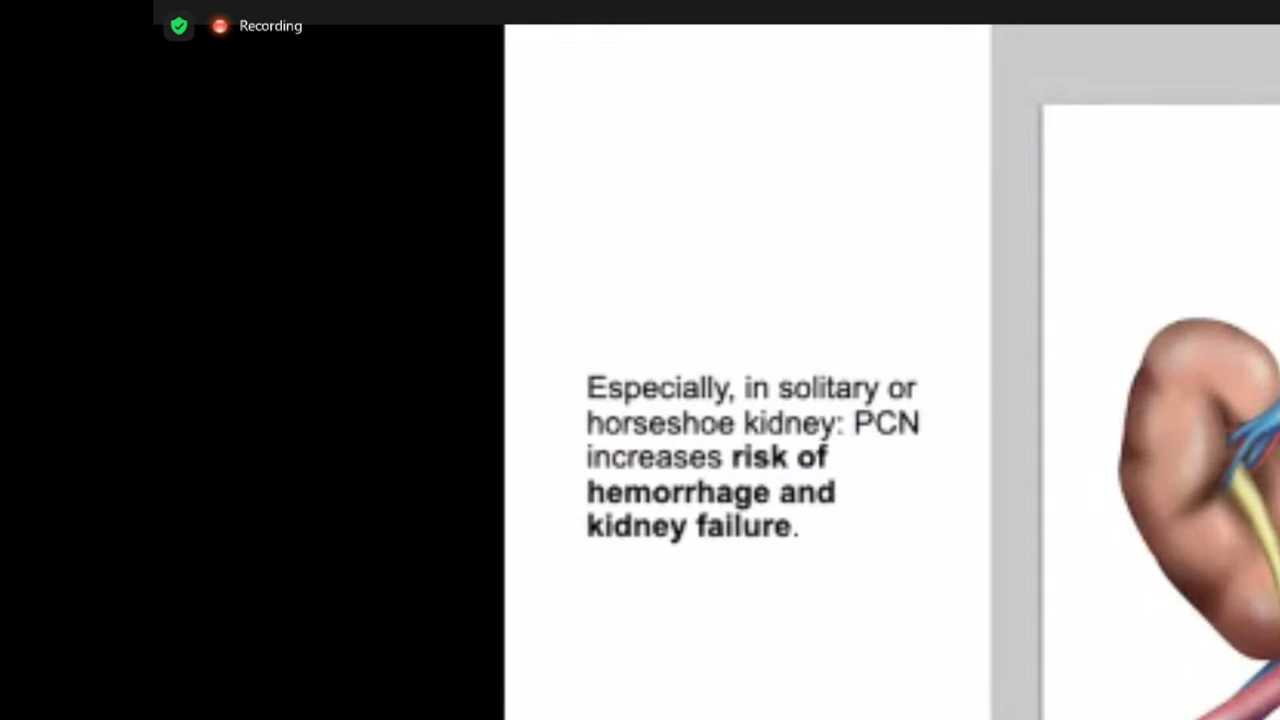 Recording
Especially, in solitary or
horseshoe kidney: PCN
increases risk of
hemorrhage and
kidney failure.